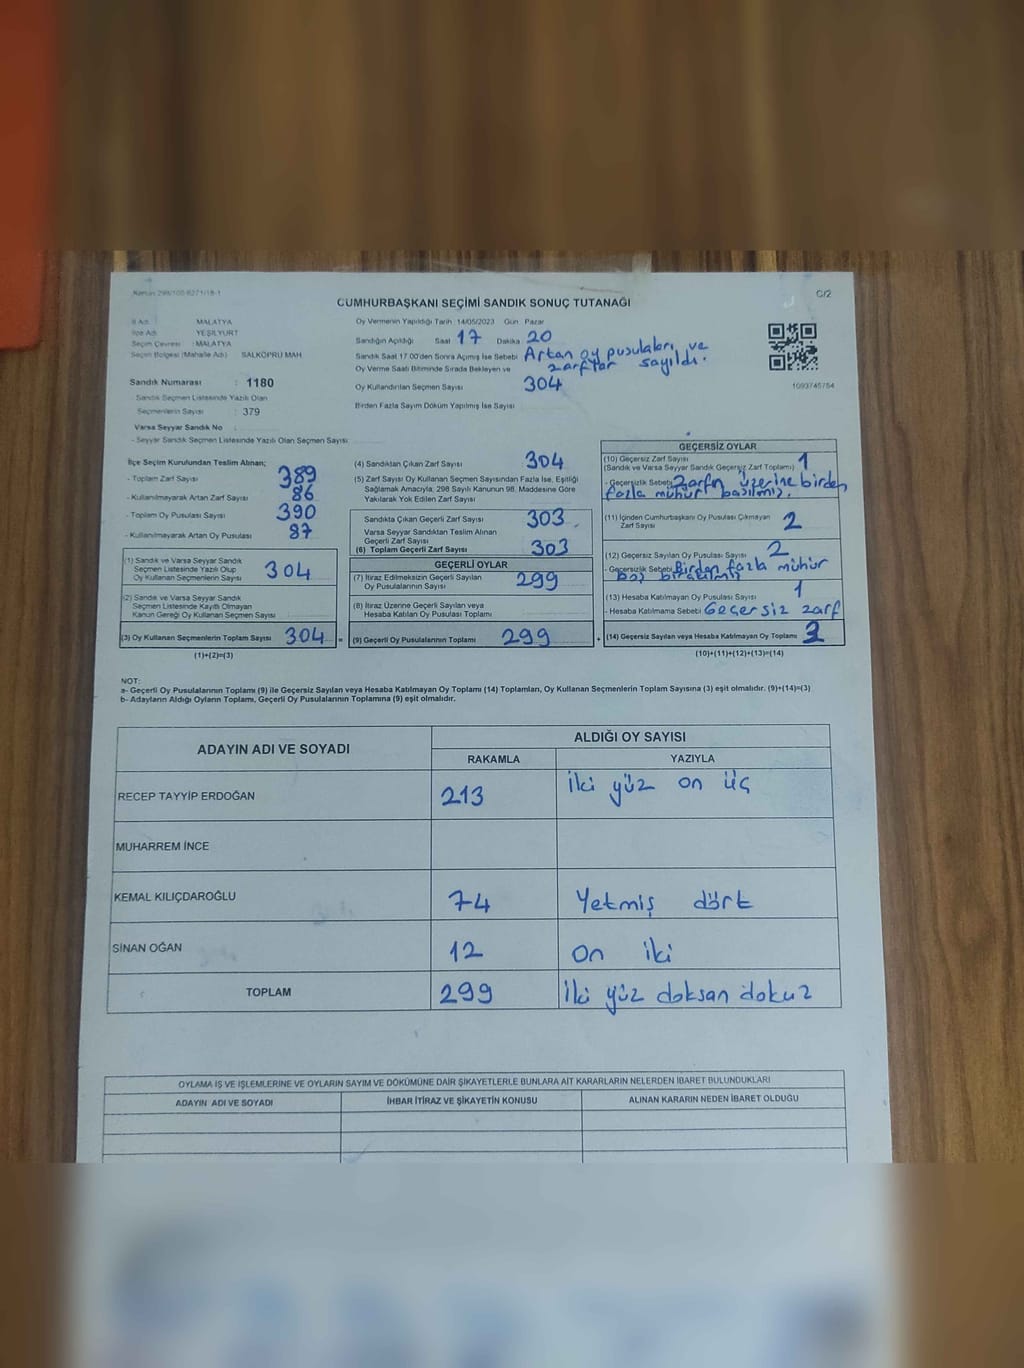 Kanun 298/100-6271/18-1
C/2
CUMHURBAŞKANI SEÇİMİ SANDIK SONUÇ TUTANAĞI
İl Adı MALATYA
İlçe Adı YEŞİLYURT
Seçim Çevresi : MALATYA
Seçim Bölgesi (Mahalle Adı) SALKÖPRÜ MAH
Sandık Numarası : 1180
Sandık Seçmen Listesinde Yazılı Olan
Seçmenlerin Sayısı : 379
Varsa Seyyar Sandık No :
- Seyyar Sandık Seçmen Listesinde Yazılı Olan Seçmen Sayısı:
Oy Vermenin Yapıldığı Tarih 14/05/2023 Gün Pazar
Sandığın Açıldığı Saat 17 Dakika 20
Sandık Saat 17:00'den Sonra Açmış İse Sebebi Artan oy pusulaları ve
zarflar sayıldı.
Oy Verme Saati Bitiminde Sırada Bekleyen ve
Oy Kullandırılan Seçmen Sayısı 304
Birden Fazla Sayım Döküm Yapılmış İse Sayısı
1093745754
İlçe Seçim Kurulundan Teslim Alınan;
- Toplam Zarf Sayısı 389
- Kullanılmayarak Artan Zarf Sayısı 86
- Toplam Oy Pusulası Sayısı 390
- Kullanılmayarak Artan Oy Pusulası 87
(1) Sandık ve Varsa Seyyar Sandık
Seçmen Listesinde Yazılı Olup
Oy Kullanan Seçmenlerin Sayısı 304
(2) Sandık ve Varsa Seyyar Sandık
Seçmen Listesinde Kayıtlı Olmayan
Kanun Gereği Oy Kullanan Seçmen Sayısı
(3) Oy Kullanan Seçmenlerin Toplam Sayısı 304 =
(1)+(2)=(3)
(4) Sandıktan Çıkan Zarf Sayısı 304
(5) Zarf Sayısı Oy Kullanan Seçmen Sayısından Fazla İse, Eşitliği
Sağlamak Amacıyla; 298 Sayılı Kanunun 98. Maddesine Göre
Yakılarak Yok Edilen Zarf Sayısı
Sandıkta Çıkan Geçerli Zarf Sayısı 303
Varsa Seyyar Sandıktan Teslim Alınan
Geçerli Zarf Sayısı
(6) Toplam Geçerli Zarf Sayısı 303
GEÇERLİ OYLAR
(7) İtiraz Edilmeksizin Geçerli Sayılan
Oy Pusulalarının Sayısı 299
(8) İtiraz Üzerine Geçerli Sayılan veya
Hesaba Katılan Oy Pusulası Toplamı
(9) Geçerli Oy Pusulalarının Toplamı 299 +
GEÇERSİZ OYLAR
(10) Geçersiz Zarf Sayısı 1
(Sandık ve Varsa Seyyar Sandık Geçersiz Zarf Toplamı)
- Geçersizlik Sebebi Zarfın üzerine birden
fazla mühür basılmış.
(11) İçinden Cumhurbaşkanı Oy Pusulası Çıkmayan
Zarf Sayısı 2
(12) Geçersiz Sayılan Oy Pusulası Sayısı 2
- Geçersizlik Sebebi Birden fazla mühür
(13) Hesaba Katılmayan Oy Pusulası Sayısı 1
- Hesaba Katılmama Sebebi Geçersiz zarf
(14) Geçersiz Sayılan veya Hesaba Katılmayan Oy Toplamı
(10)+(11)+(12)+(13)=(14)
NOT:
a- Geçerli Oy Pusulalarının Toplamı (9) ile Geçersiz Sayılan veya Hesaba Katılmayan Oy Toplamı (14) Toplamları, Oy Kullanan Seçmenlerin Toplam Sayısına (3) eşit olmalıdır. (9)+(14)=(3)
b- Adayların Aldığı Oyların Toplamı, Geçerli Oy Pusulalarının Toplamına (9) eşit olmalıdır.
ADAYIN ADI VE SOYADI
ALDIĞI OY SAYISI
RAKAMLA YAZIYLA
RECEP TAYYİP ERDOĞAN 213 İki yüz on üç
MUHARREM İNCE
KEMAL KILIÇDAROĞLU 74 Yetmiş dört
SİNAN OĞAN 12 On iki
TOPLAM 299 İki yüz doksan dokuz
OYLAMA İŞ VE İŞLEMLERİNE VE OYLARIN SAYIM VE DÖKÜMÜNE DAİR ŞİKAYETLERLE BUNLARA AİT KARARLARIN NELERDEN İBARET BULUNDUKLARI
ADAYIN ADI VE SOYADI İHBAR İTİRAZ VE ŞİKAYETİN KONUSU ALINAN KARARIN NEDEN İBARET OLDUĞU